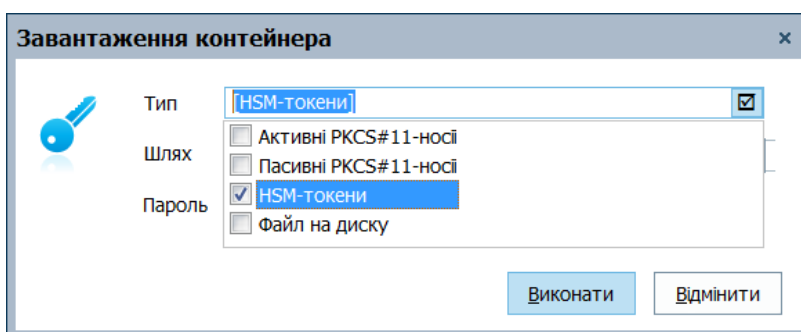 Завантаження контейнера
Тип [HSM-токени]
Активні PKCS#11-носії
Шлях
Пасивні PKCS#11-носії
HSM-токени
Пароль
Файл на диску
Виконати Відмінити